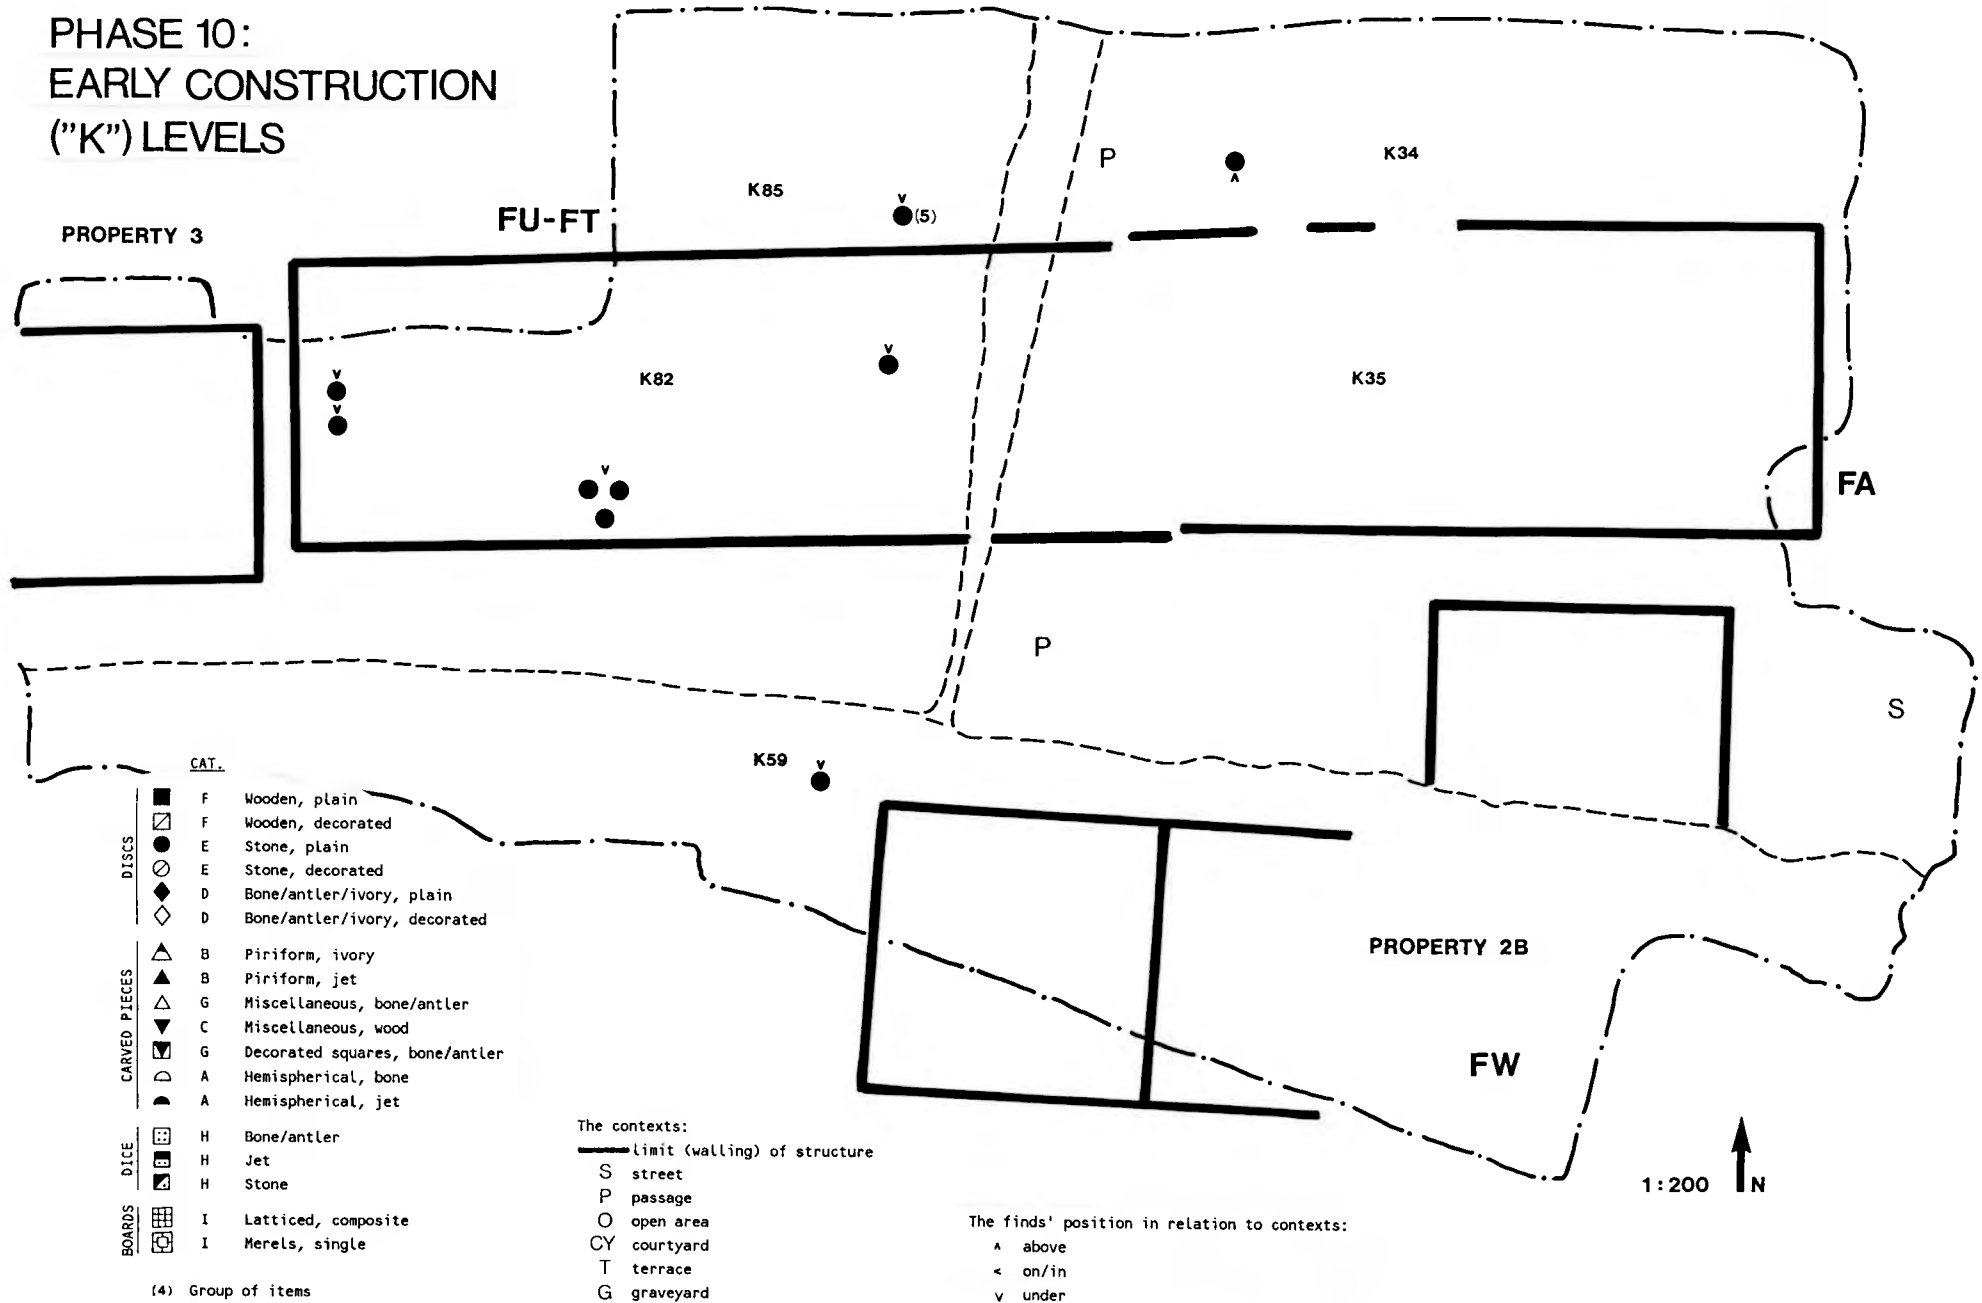 PHASE 10:
EARLY CONSTRUCTION
("K") LEVELS
PROPERTY 3
FU-FT
K85
(5)
P
K34
K82
K35
FA
P
S
K59
PROPERTY 2B
FW
1:200 N
CAT.
DISCS
F Wooden, plain
F Wooden, decorated
E Stone, plain
E Stone, decorated
D Bone/antler/ivory, plain
D Bone/antler/ivory, decorated
CARVED PIECES
B Piriform, ivory
B Piriform, jet
G Miscellaneous, bone/antler
C Miscellaneous, wood
G Decorated squares, bone/antler
A Hemispherical, bone
A Hemispherical, jet
DICE
H Bone/antler
H Jet
H Stone
BOARDS
I Latticed, composite
I Merels, single
(4) Group of items
The contexts:
limit (walling) of structure
S street
P passage
O open area
CY courtyard
T terrace
G graveyard
The finds' position in relation to contexts:
∧ above
< on/in
∨ under